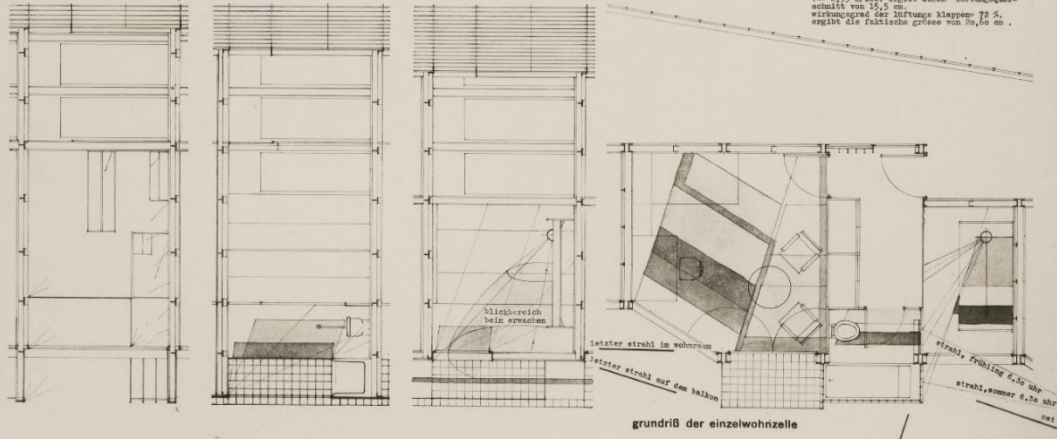 schnitt von 15,5 cm.
wirkungsgrad der lüftungs klappen= 72 %.
ergibt die faktische grösse von 20,60 cm .
blickbereich
beim erwachen
letzter strahl im wohnraum
letzter strahl auf dem balkon
strahl, frühling 6.30 uhr
strahl,sommer 6.30 uhr
ost
grundriß der einzelwohnzelle